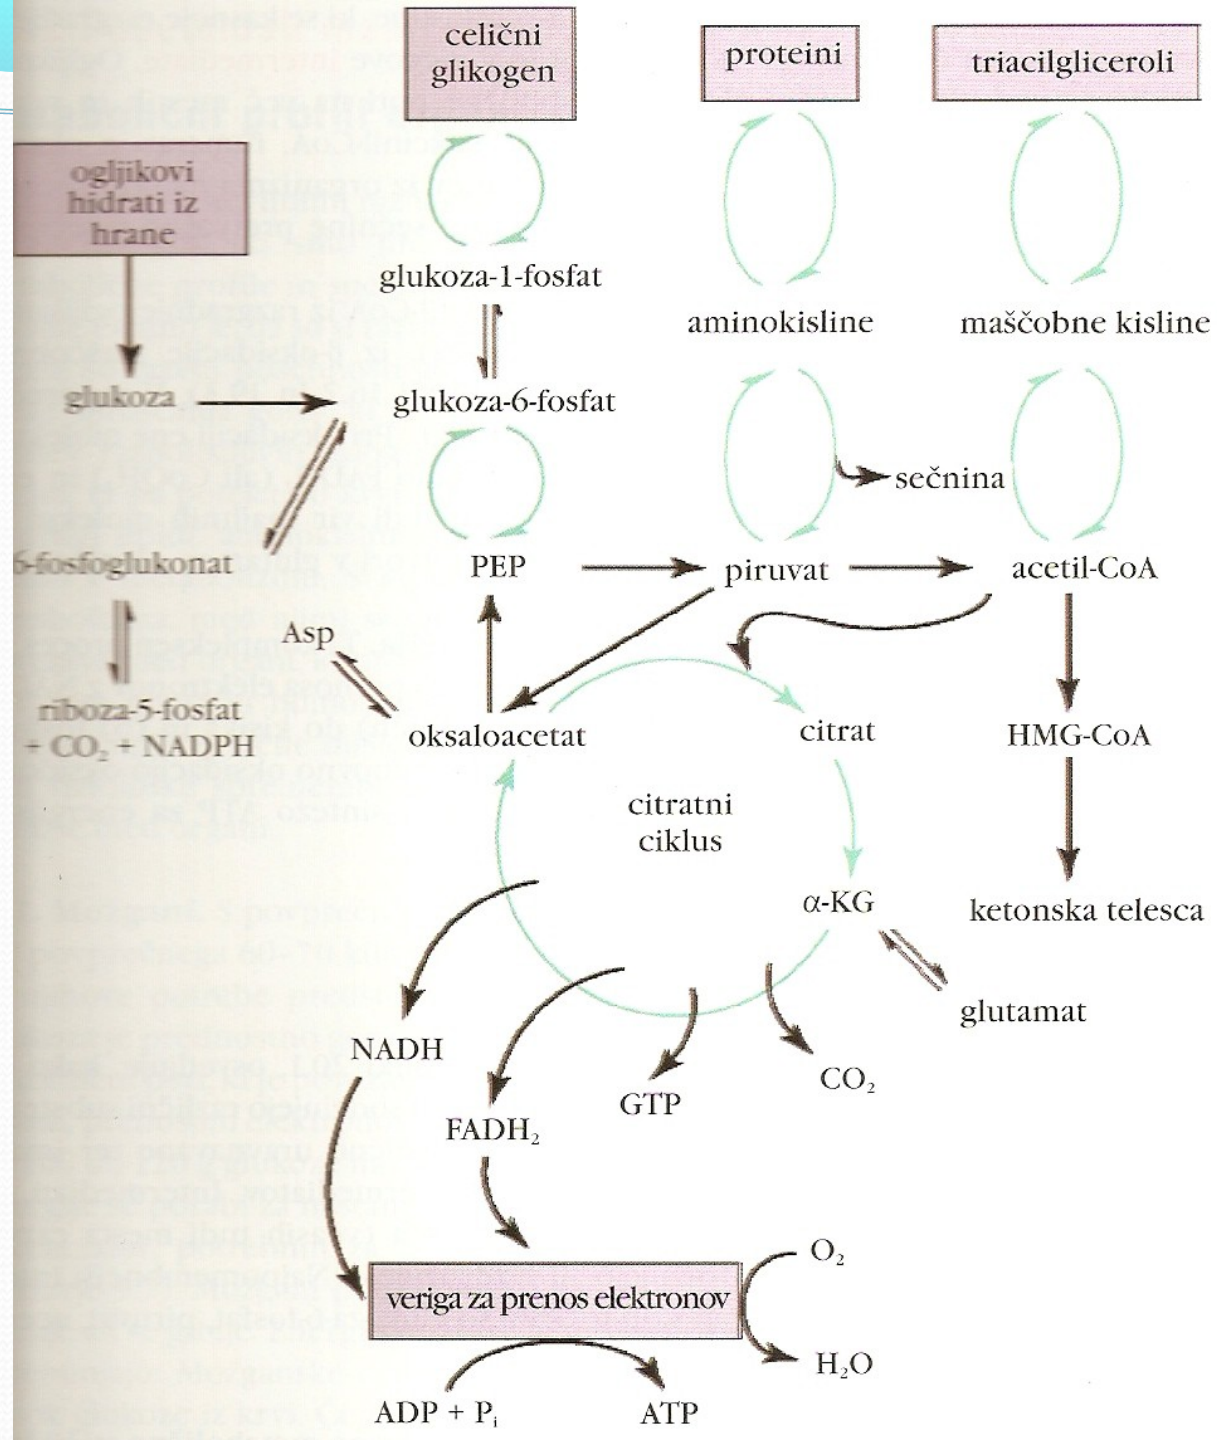 celični
glikogen
proteini
triacilgliceroli
ogljikovi
hidrati iz
hrane
glukoza-1-fosfat
aminokisline
maščobne kisline
glukoza
glukoza-6-fosfat
sečnina
6-fosfoglukonat
PEP
piruvat
acetil-CoA
Asp
riboza-5-fosfat
+ CO₂ + NADPH
oksaloacetat
citrat
HMG-CoA
citratni
ciklus
α-KG
ketonska telesca
glutamat
NADH
CO₂
GTP
FADH₂
O₂
veriga za prenos elektronov
H₂O
ADP + Pᵢ
ATP